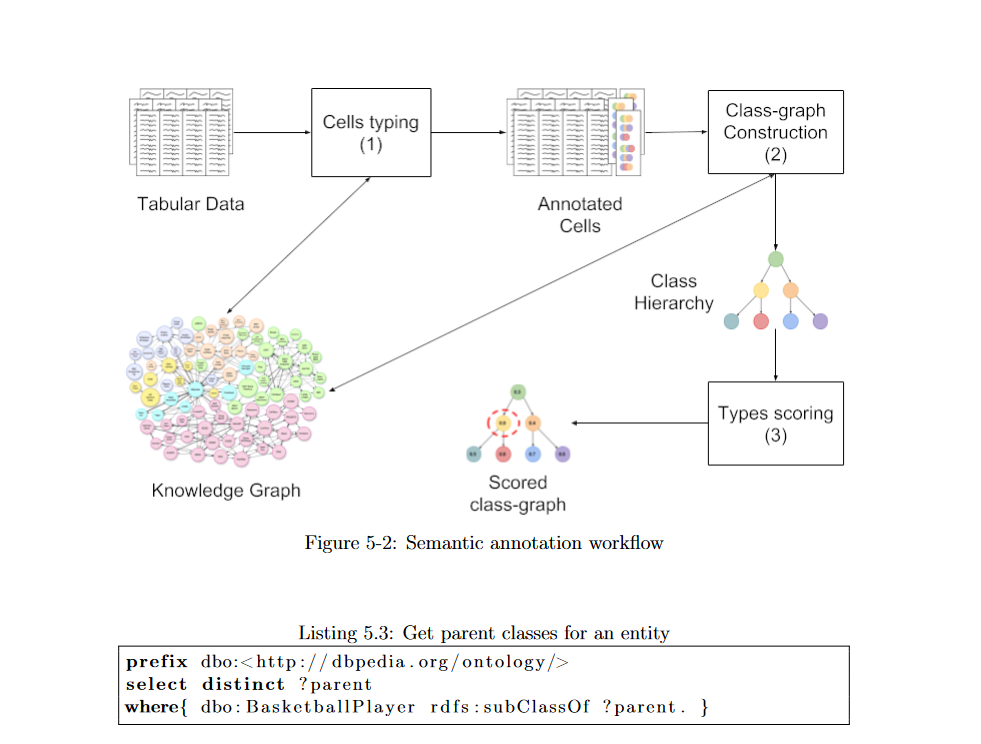 Cells typing
(1)
Class-graph
Construction
(2)
Tabular Data
Annotated
Cells
Class
Hierarchy
Types scoring
(3)
Knowledge Graph
Scored
class-graph
Figure 5-2: Semantic annotation workflow
Listing 5.3: Get parent classes for an entity
prefix dbo:<http://dbpedia.org/ontology/>
select distinct ?parent
where{ dbo:BasketballPlayer rdfs:subClassOf ?parent. }